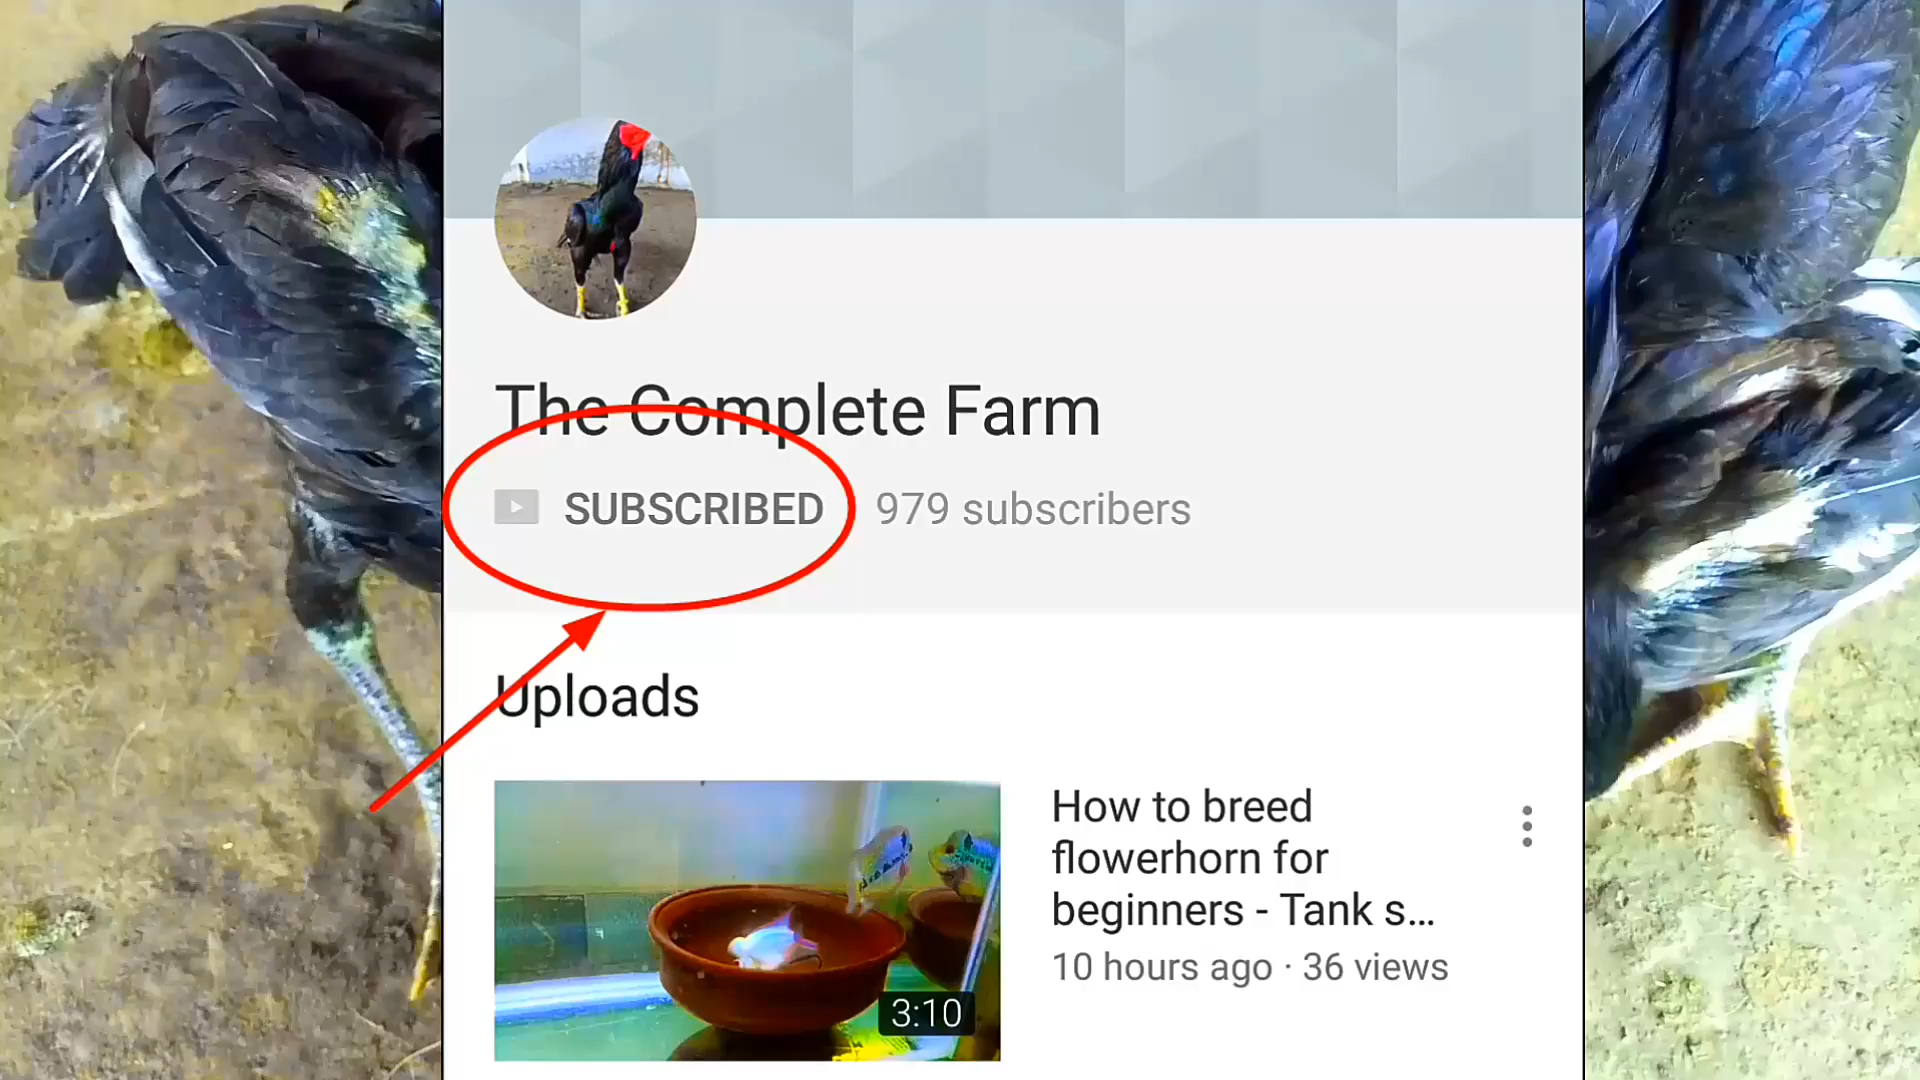 The Complete Farm
SUBSCRIBED 979 subscribers
Uploads
How to breed
flowerhorn for
beginners - Tank s...
10 hours ago · 36 views
3:10